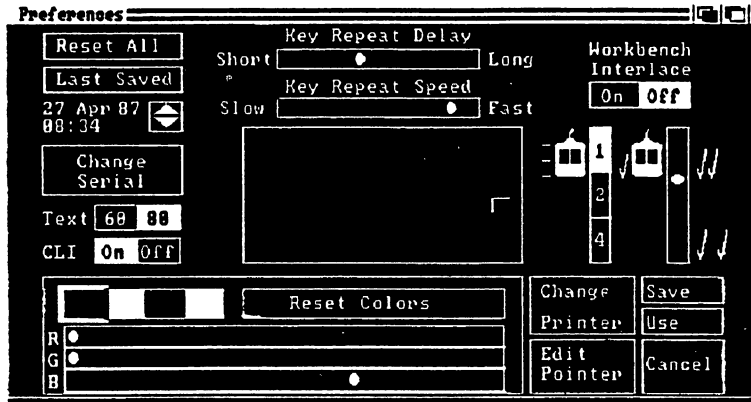 Preferences
Reset All
Last Saved
27 Apr 87
08:34
Change
Serial
Text 60 80
CLI On Off
Key Repeat Delay
Short Long
Key Repeat Speed
Slow Fast
Workbench
Interlace
On Off
1
2
4
Reset Colors
R
G
B
Change
Printer
Edit
Pointer
Save
Use
Cancel